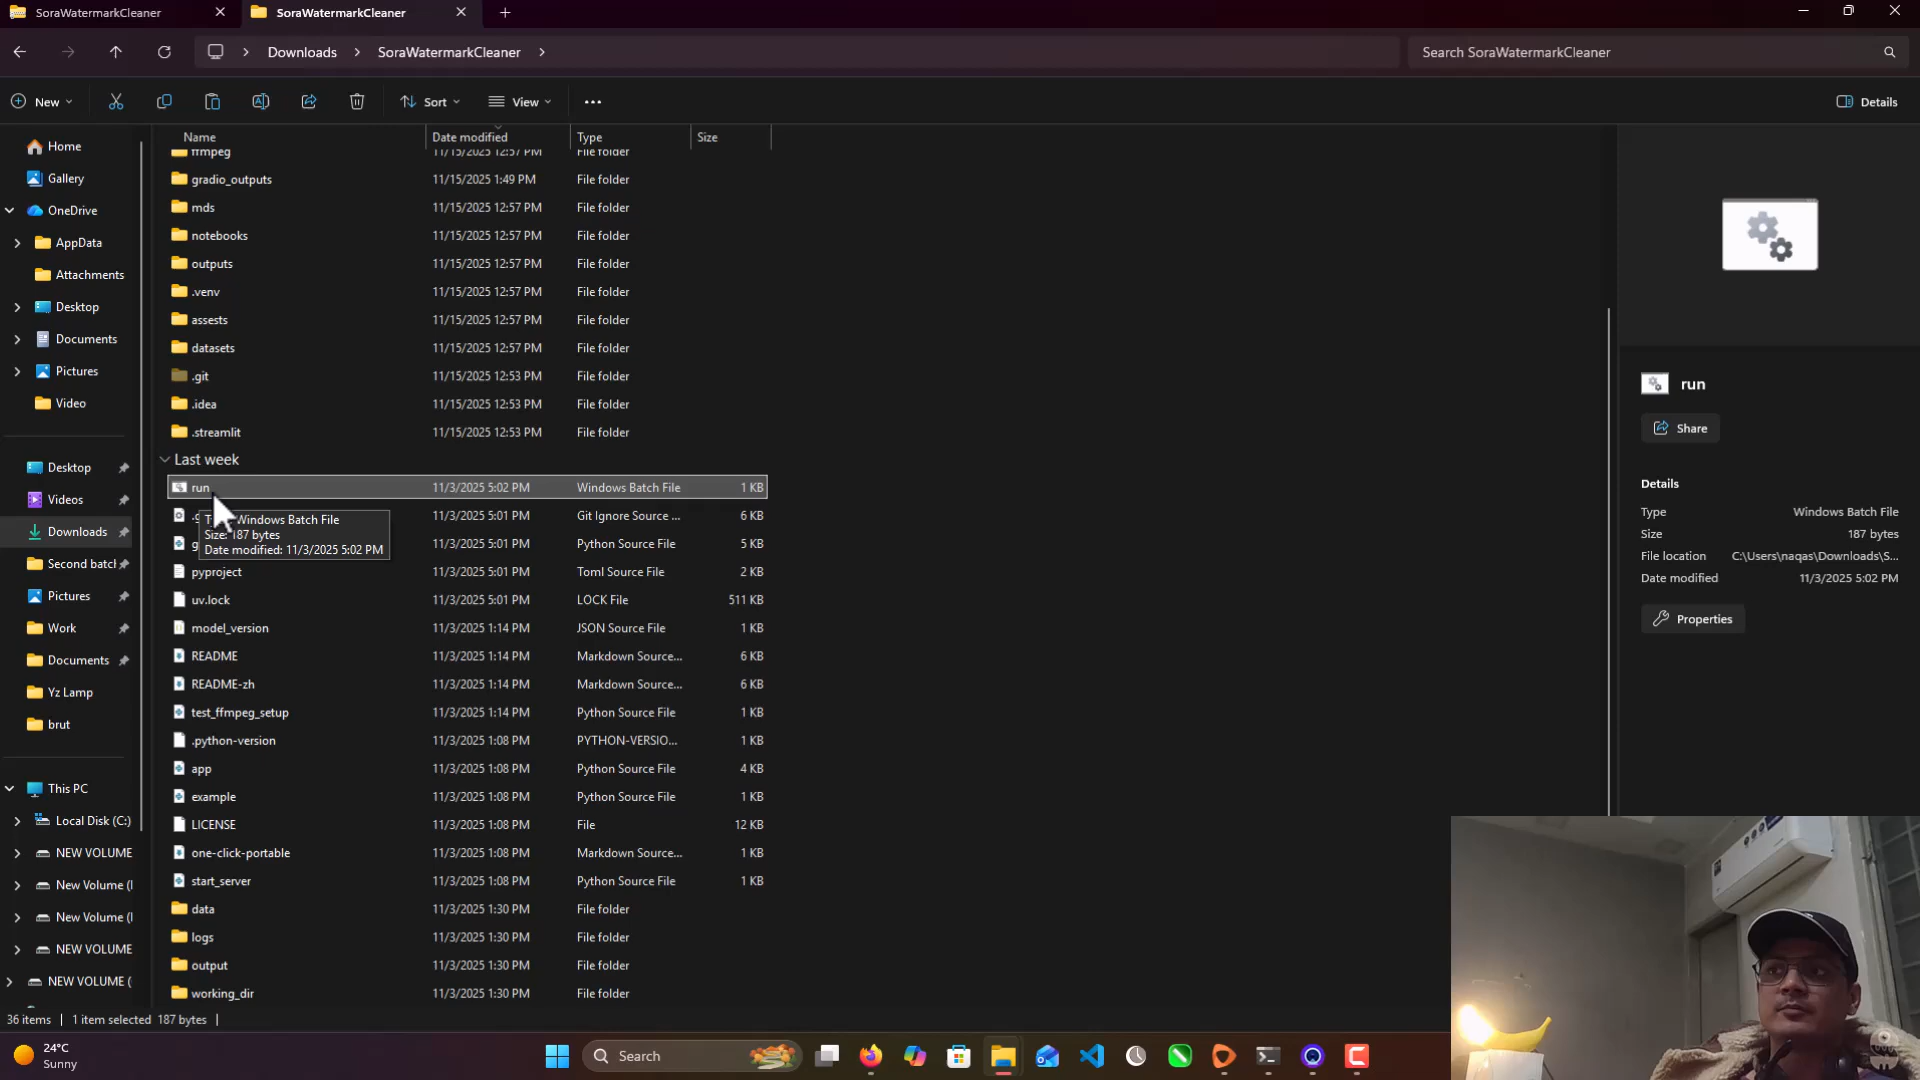 SoraWatermarkCleaner
SoraWatermarkCleaner
Downloads
SoraWatermarkCleaner
Search SoraWatermarkCleaner
New
Sort
View
Details
Home
Gallery
OneDrive
AppData
Attachments
Desktop
Documents
Pictures
Video
Desktop
Videos
Downloads
Second batch
Pictures
Work
Documents
Yz Lamp
brut
This PC
Local Disk (C:)
NEW VOLUME
New Volume (
New Volume (
NEW VOLUME
NEW VOLUME (
Name Date modified Type Size
ffmpeg 11/15/2025 12:57 PM File folder
gradio_outputs 11/15/2025 1:49 PM File folder
mds 11/15/2025 12:57 PM File folder
notebooks 11/15/2025 12:57 PM File folder
outputs 11/15/2025 12:57 PM File folder
.venv 11/15/2025 12:57 PM File folder
assests 11/15/2025 12:57 PM File folder
datasets 11/15/2025 12:57 PM File folder
.git 11/15/2025 12:53 PM File folder
.idea 11/15/2025 12:53 PM File folder
.streamlit 11/15/2025 12:53 PM File folder
Last week
run 11/3/2025 5:02 PM Windows Batch File 1 KB
11/3/2025 5:01 PM Git Ignore Source ... 6 KB
11/3/2025 5:01 PM Python Source File 5 KB
Windows Batch File
Size: 187 bytes
Date modified: 11/3/2025 5:02 PM
pyproject 11/3/2025 5:01 PM Toml Source File 2 KB
uv.lock 11/3/2025 5:01 PM LOCK File 511 KB
model_version 11/3/2025 1:14 PM JSON Source File 1 KB
README 11/3/2025 1:14 PM Markdown Source... 6 KB
README-zh 11/3/2025 1:14 PM Markdown Source... 6 KB
test_ffmpeg_setup 11/3/2025 1:14 PM Python Source File 1 KB
.python-version 11/3/2025 1:08 PM PYTHON-VERSIO... 1 KB
app 11/3/2025 1:08 PM Python Source File 4 KB
example 11/3/2025 1:08 PM Python Source File 1 KB
LICENSE 11/3/2025 1:08 PM File 12 KB
one-click-portable 11/3/2025 1:08 PM Markdown Source... 1 KB
start_server 11/3/2025 1:08 PM Python Source File 1 KB
data 11/3/2025 1:30 PM File folder
logs 11/3/2025 1:30 PM File folder
output 11/3/2025 1:30 PM File folder
working_dir 11/3/2025 1:30 PM File folder
run
Share
Details
Type Windows Batch File
Size 187 bytes
File location C:\Users\naqas\Downloads\S...
Date modified 11/3/2025 5:02 PM
Properties
36 items
1 item selected 187 bytes
24°C
Sunny
Search